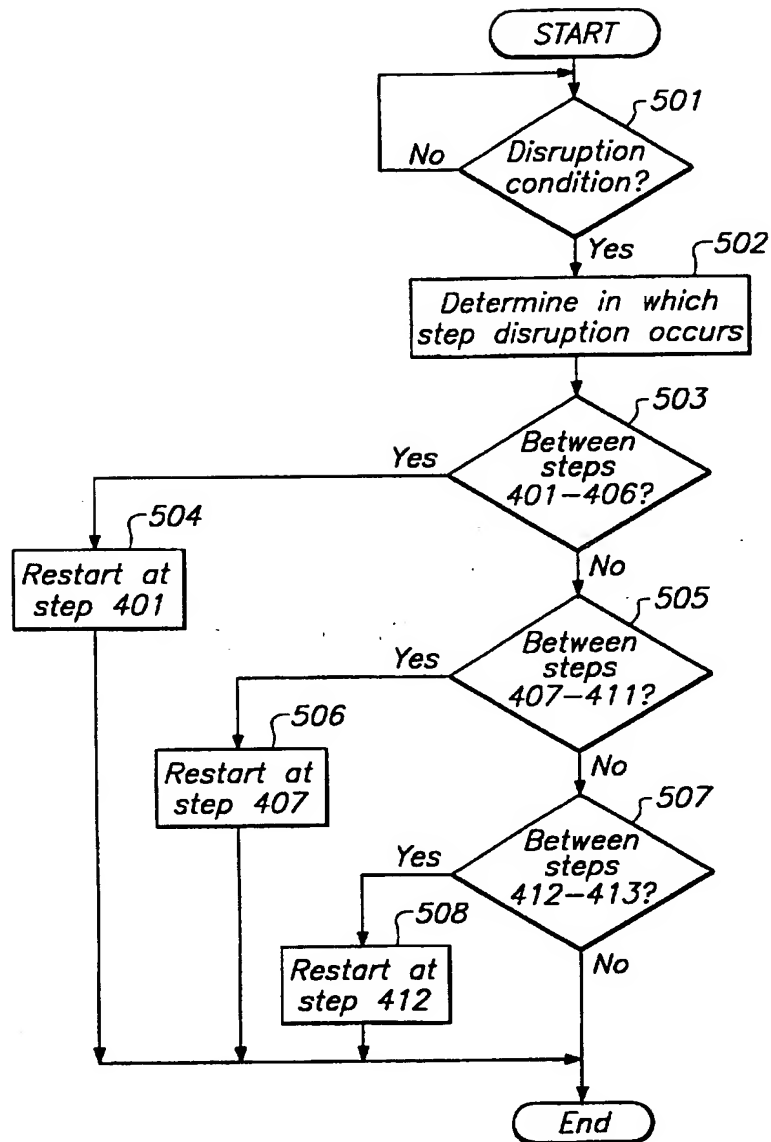 START
501
Disruption
condition?
No
Yes
502
Determine in which
step disruption occurs
503
Between
steps
401-406?
Yes
No
504
Restart at
step 401
505
Between
steps
407-411?
Yes
No
506
Restart at
step 407
507
Between
steps
412-413?
Yes
No
508
Restart at
step 412
End